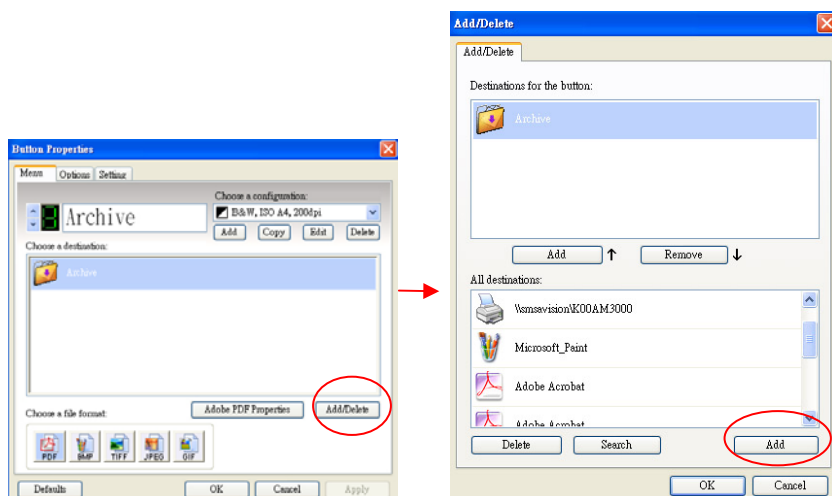 Button Properties
Menu Options Setting
Choose a configuration:
Archive
B&W, ISO A4, 200dpi
Add Copy Edit Delete
Choose a destination:
Archive
Adobe PDF Properties Add/Delete
Choose a file format:
PDF BMP TIFF JPEG GIF
Defaults OK Cancel Apply
Add/Delete
Add/Delete
Destinations for the button:
Archive
Add Remove
All destinations:
\\smsavision\K00AM3000
Microsoft_Paint
Adobe Acrobat
Adobe Acrobat
Delete Search Add
OK Cancel